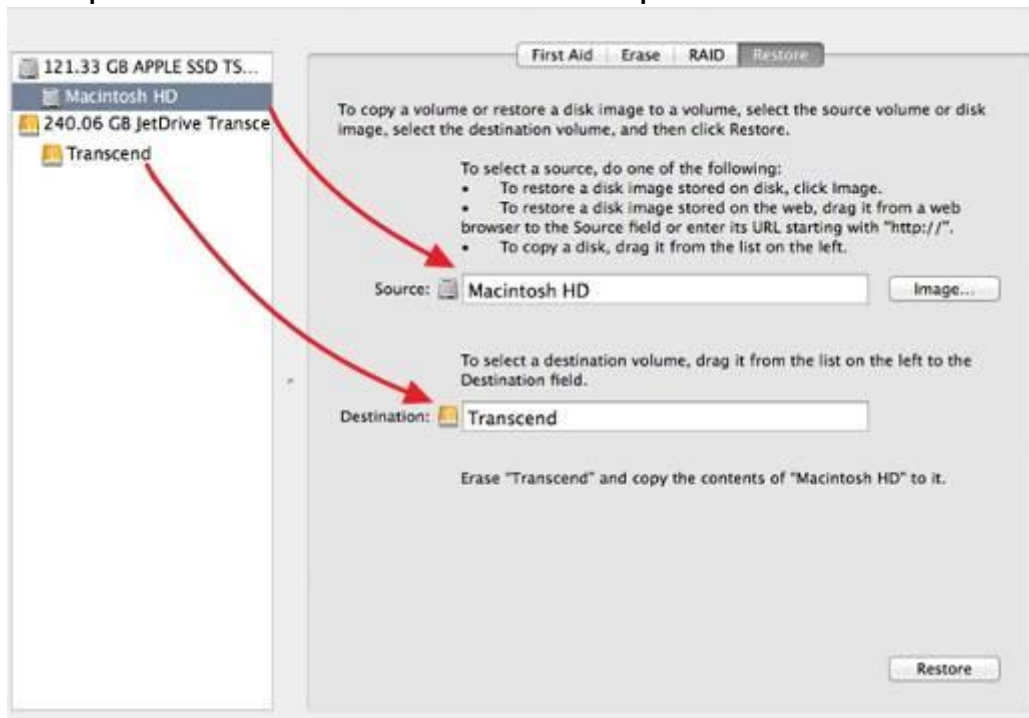 First Aid Erase RAID Restore
121.33 GB APPLE SSD TS...
Macintosh HD
240.06 GB JetDrive Transce
Transcend
To copy a volume or restore a disk image to a volume, select the source volume or disk
image, select the destination volume, and then click Restore.
To select a source, do one of the following:
• To restore a disk image stored on disk, click Image.
• To restore a disk image stored on the web, drag it from a web
browser to the Source field or enter its URL starting with "http://".
• To copy a disk, drag it from the list on the left.
Source: Macintosh HD Image...
To select a destination volume, drag it from the list on the left to the
Destination field.
Destination: Transcend
Erase "Transcend" and copy the contents of "Macintosh HD" to it.
Restore